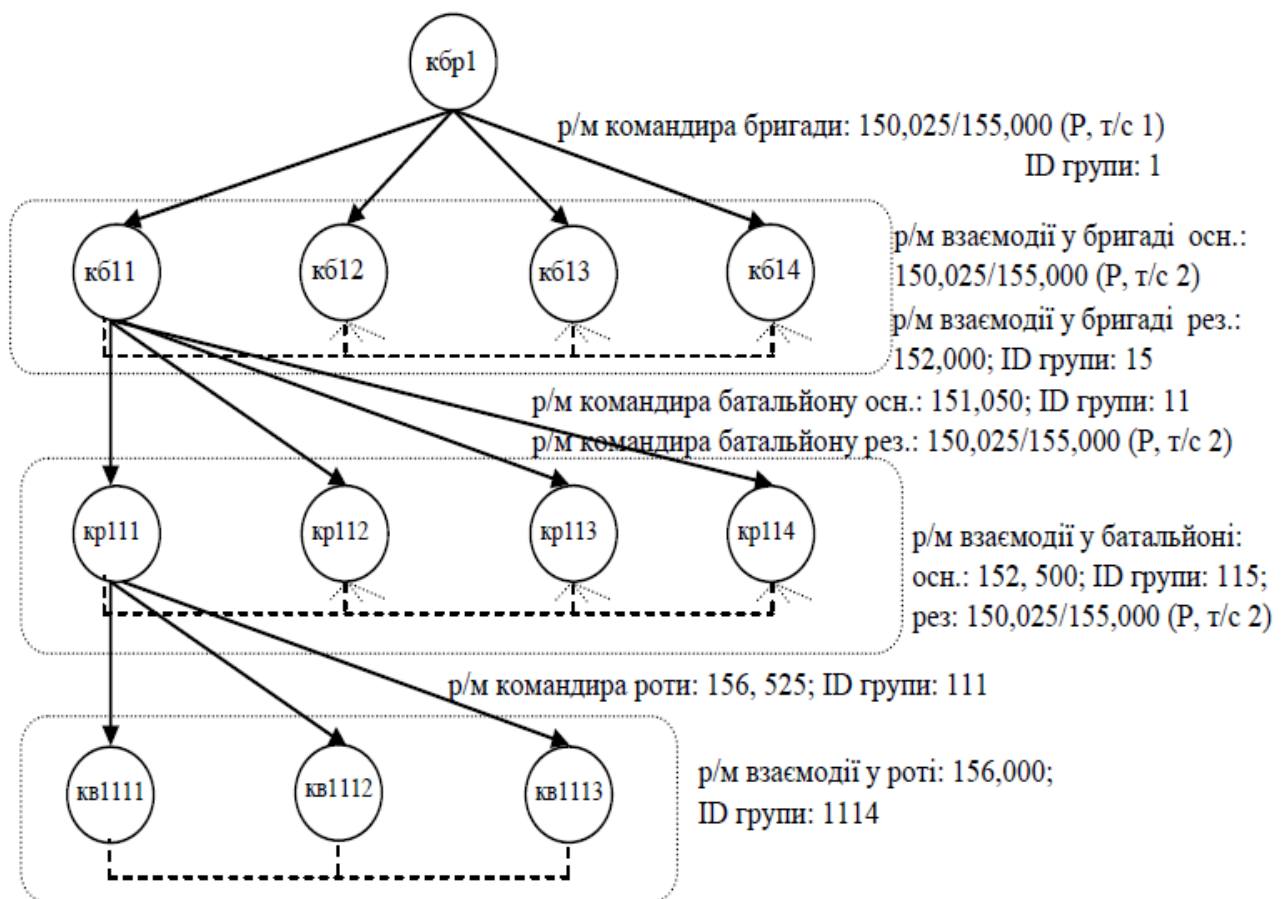 кбр1
р/м командира бригади: 150,025/155,000 (Р, т/с 1)
ID групи: 1
кб11
кб12
кб13
кб14
р/м взаємодії у бригаді осн.:
150,025/155,000 (Р, т/с 2)
р/м взаємодії у бригаді рез.:
152,000; ID групи: 15
р/м командира батальйону осн.: 151,050; ID групи: 11
р/м командира батальйону рез.: 150,025/155,000 (Р, т/с 2)
кр111
кр112
кр113
кр114
р/м взаємодії у батальйоні:
осн.: 152, 500; ID групи: 115;
рез: 150,025/155,000 (Р, т/с 2)
р/м командира роти: 156, 525; ID групи: 111
кв1111
кв1112
кв1113
р/м взаємодії у роті: 156,000;
ID групи: 1114